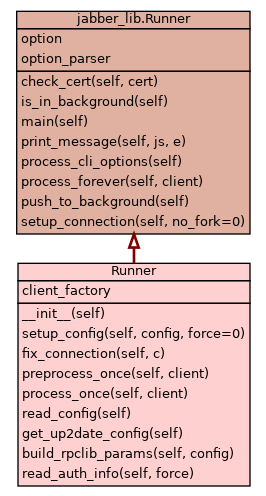 jabber_lib.Runner
option
option_parser
check_cert(self, cert)
is_in_background(self)
main(self)
print_message(self, js, e)
process_cli_options(self)
process_forever(self, client)
push_to_background(self)
setup_connection(self, no_fork=0)
Runner
client_factory
__init__(self)
setup_config(self, config, force=0)
fix_connection(self, c)
preprocess_once(self, client)
process_once(self, client)
read_config(self)
get_up2date_config(self)
build_rpclib_params(self, config)
read_auth_info(self, force)